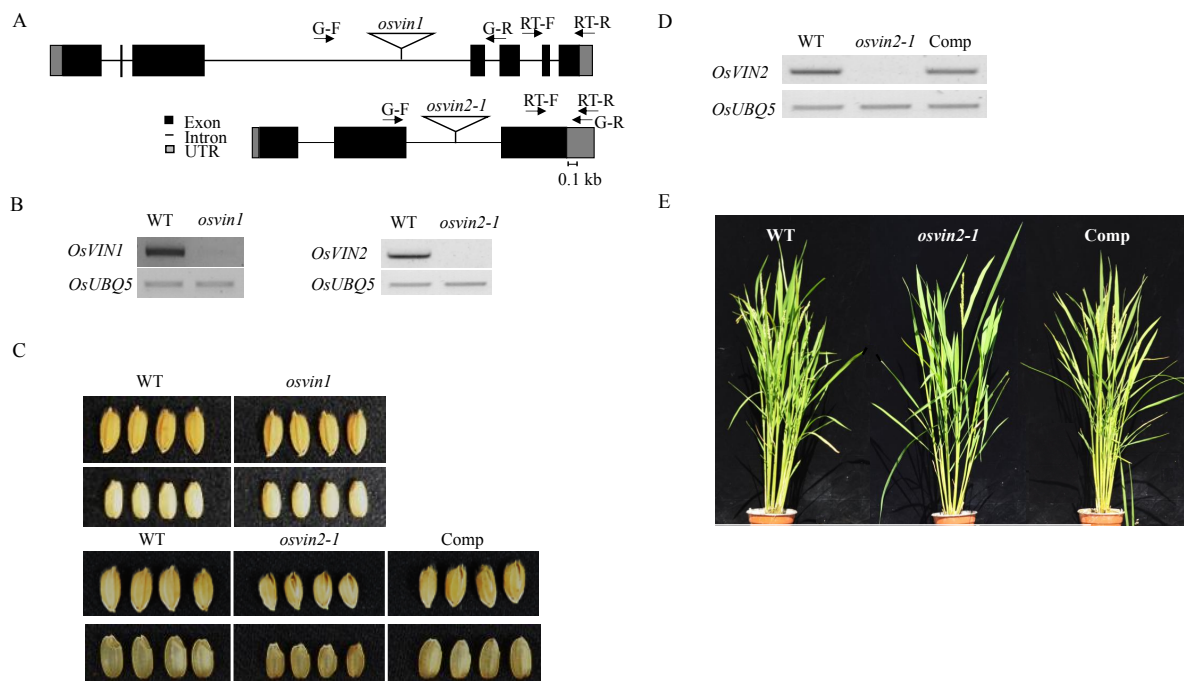 A
G-F
osvin1
G-R
RT-F
RT-R
G-F
osvin2-1
RT-F
RT-R
G-R
Exon
Intron
UTR
0.1 kb
B
WT osvin1
OsVIN1
OsUBQ5
WT osvin2-1
OsVIN2
OsUBQ5
C
WT osvin1
WT osvin2-1 Comp
D
WT osvin2-1 Comp
OsVIN2
OsUBQ5
E
WT osvin2-1 Comp